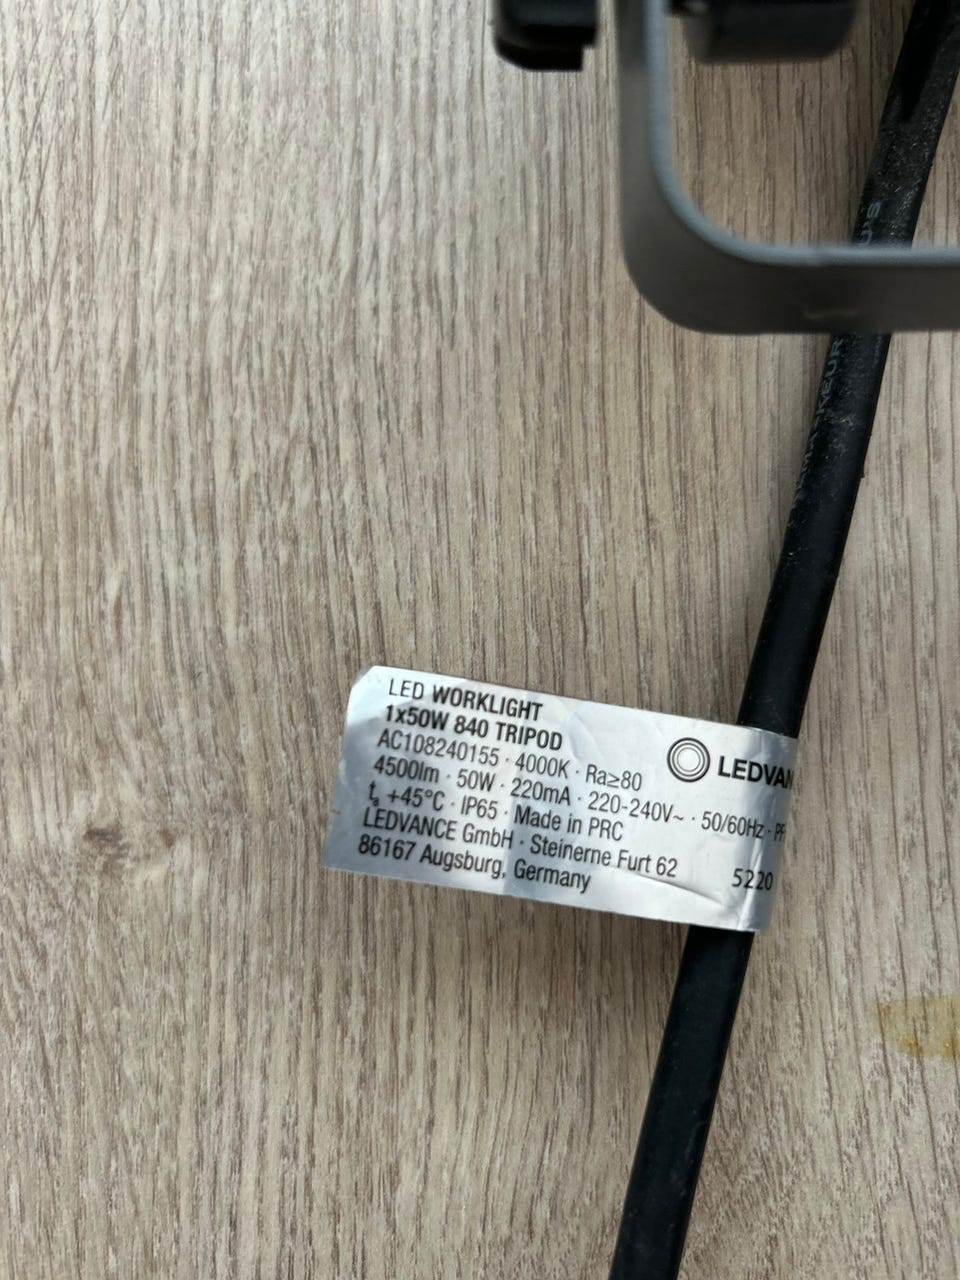 LED WORKLIGHT
1x50W 840 TRIPOD
AC108240155 · 4000K · Ra≥80
4500lm · 50W · 220mA · 220-240V~ · 50/60Hz ·
tₐ +45°C · IP65 · Made in PRC
LEDVANCE GmbH · Steinerne Furt 62
86167 Augsburg, Germany
LEDVAN
5220